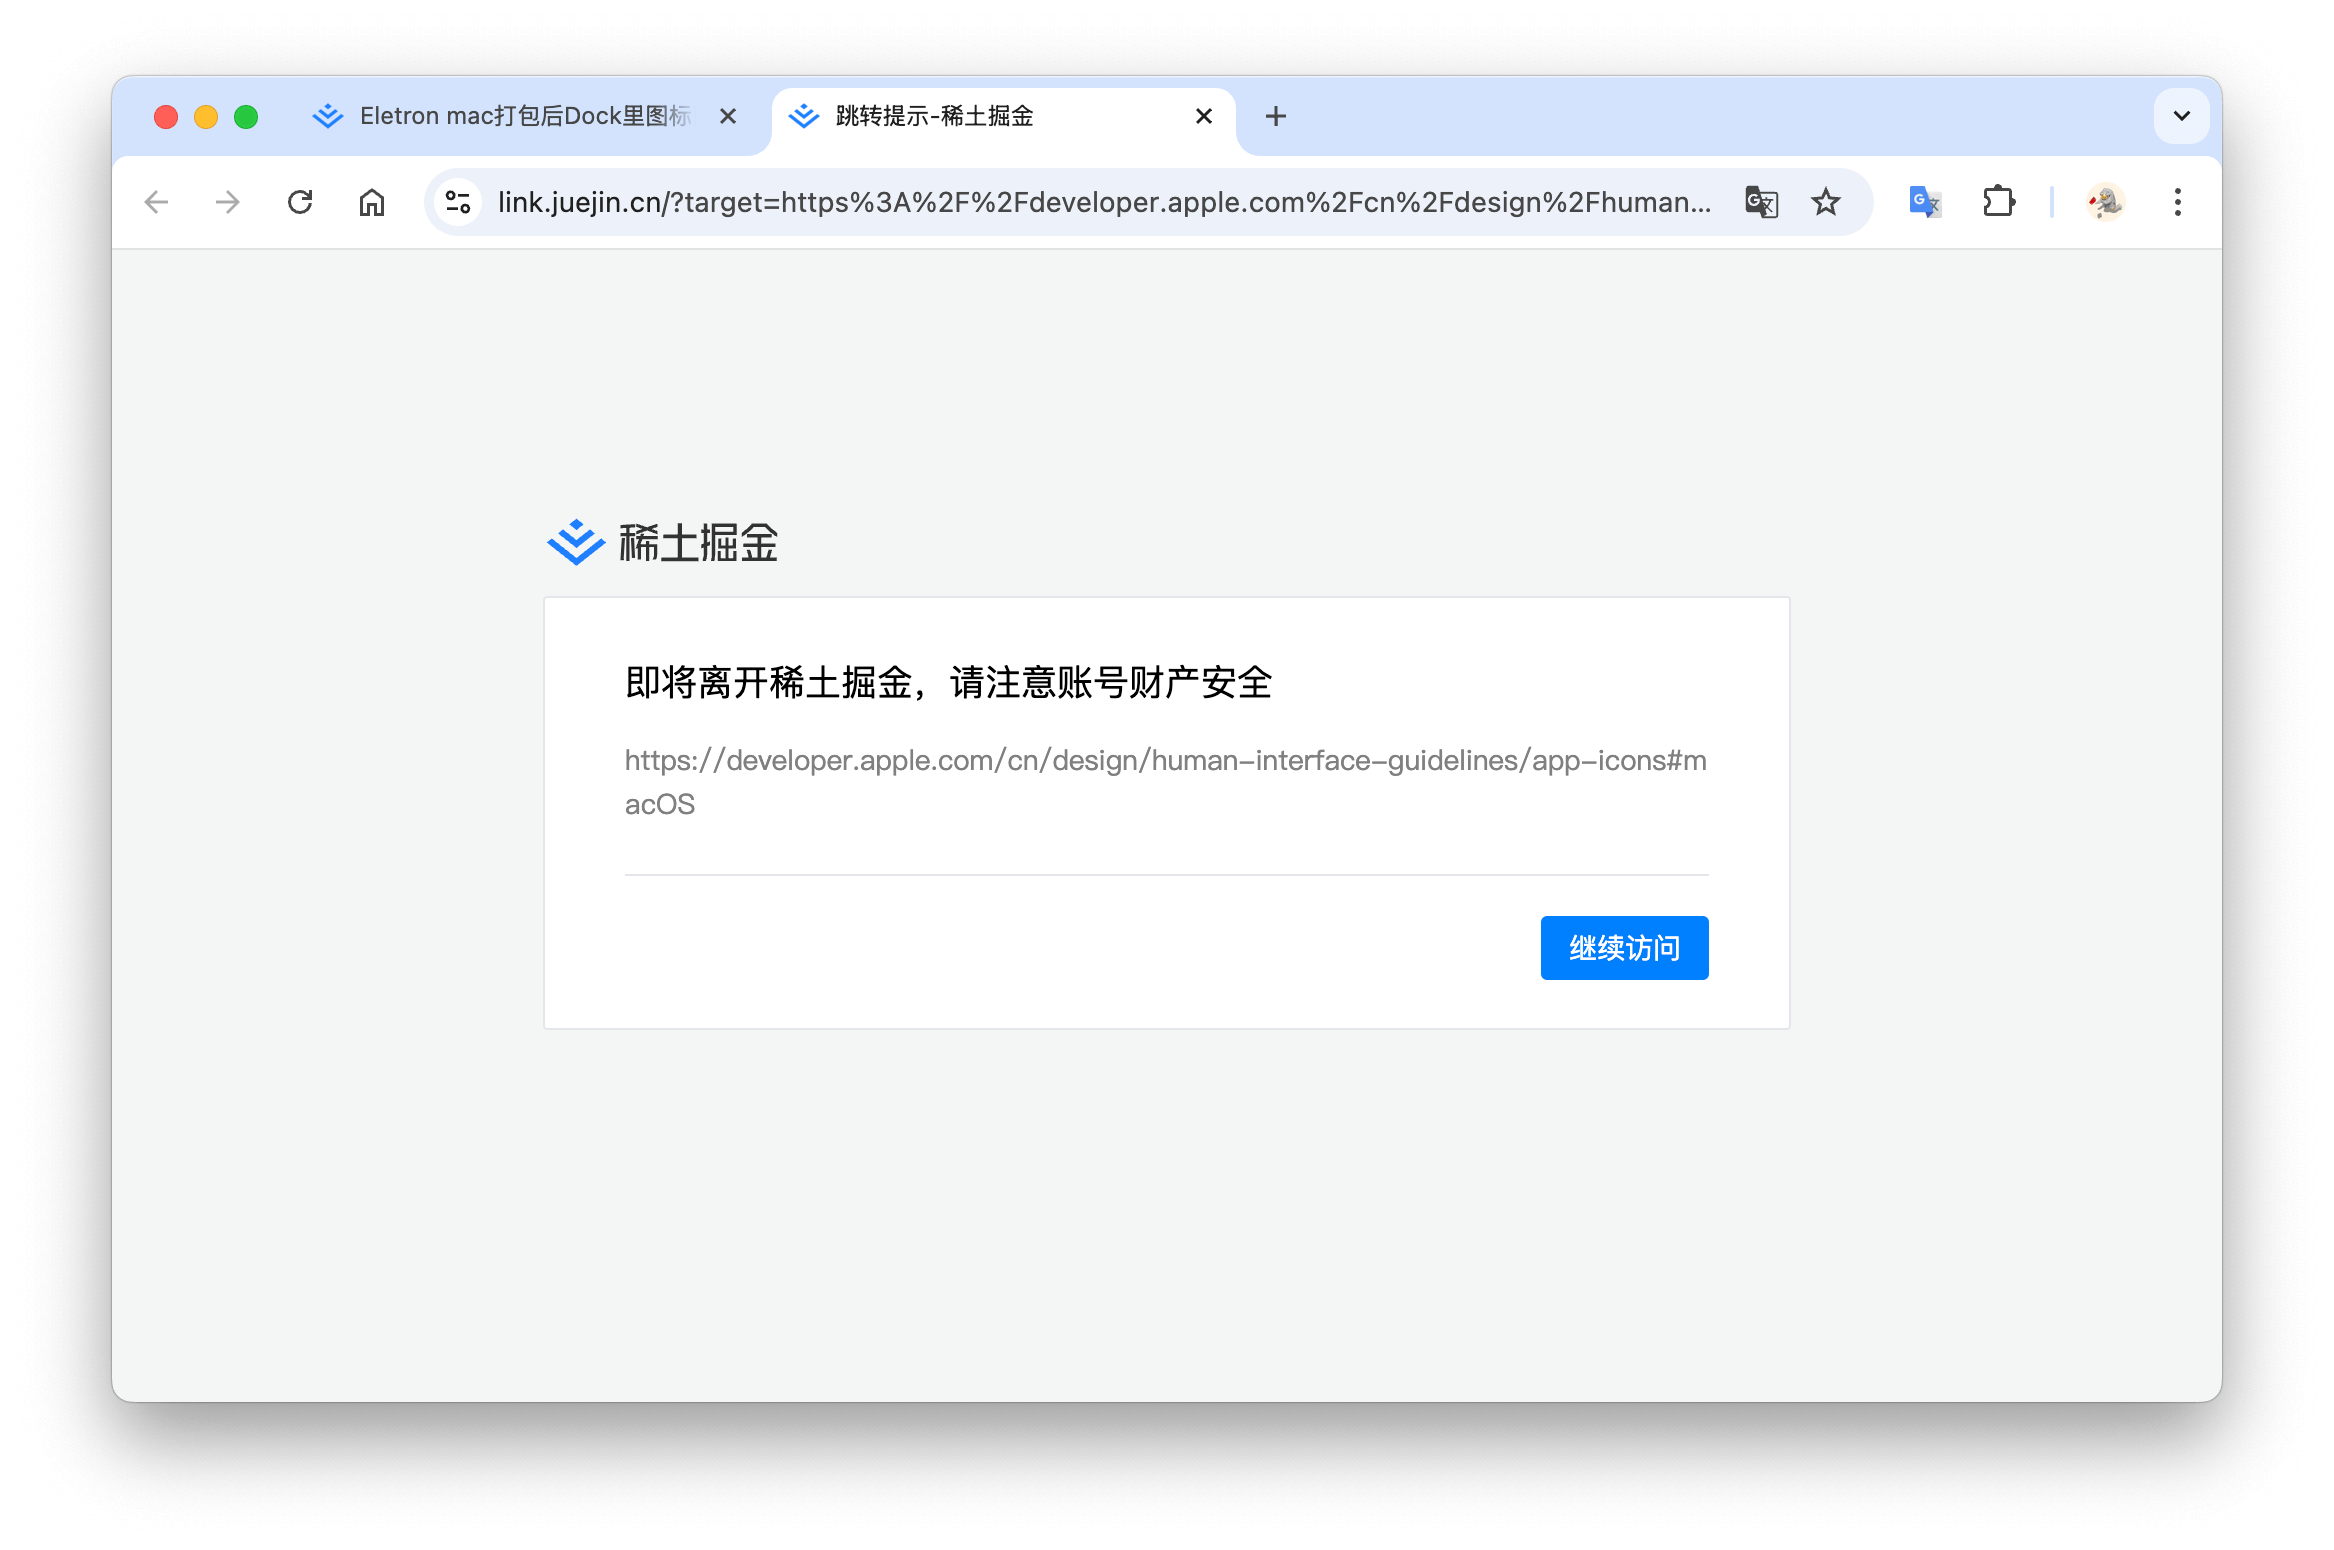 Eletron mac打包后Dock里图标
跳转提示-稀土掘金
link.juejin.cn/?target=https%3A%2F%2Fdeveloper.apple.com%2Fcn%2Fdesign%2Fhuman...
稀土掘金
即将离开稀土掘金，请注意账号财产安全
https://developer.apple.com/cn/design/human-interface-guidelines/app-icons#m
acOS
继续访问